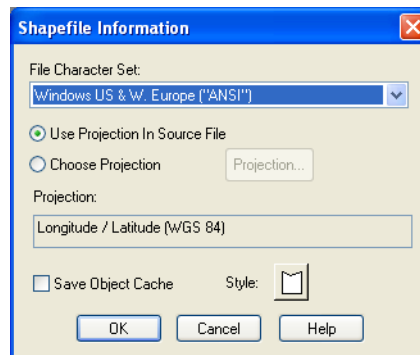 Shapefile Information
File Character Set:
Windows US & W. Europe ("ANSI")
Use Projection In Source File
Choose Projection Projection...
Projection:
Longitude / Latitude (WGS 84)
Save Object Cache Style:
OK Cancel Help